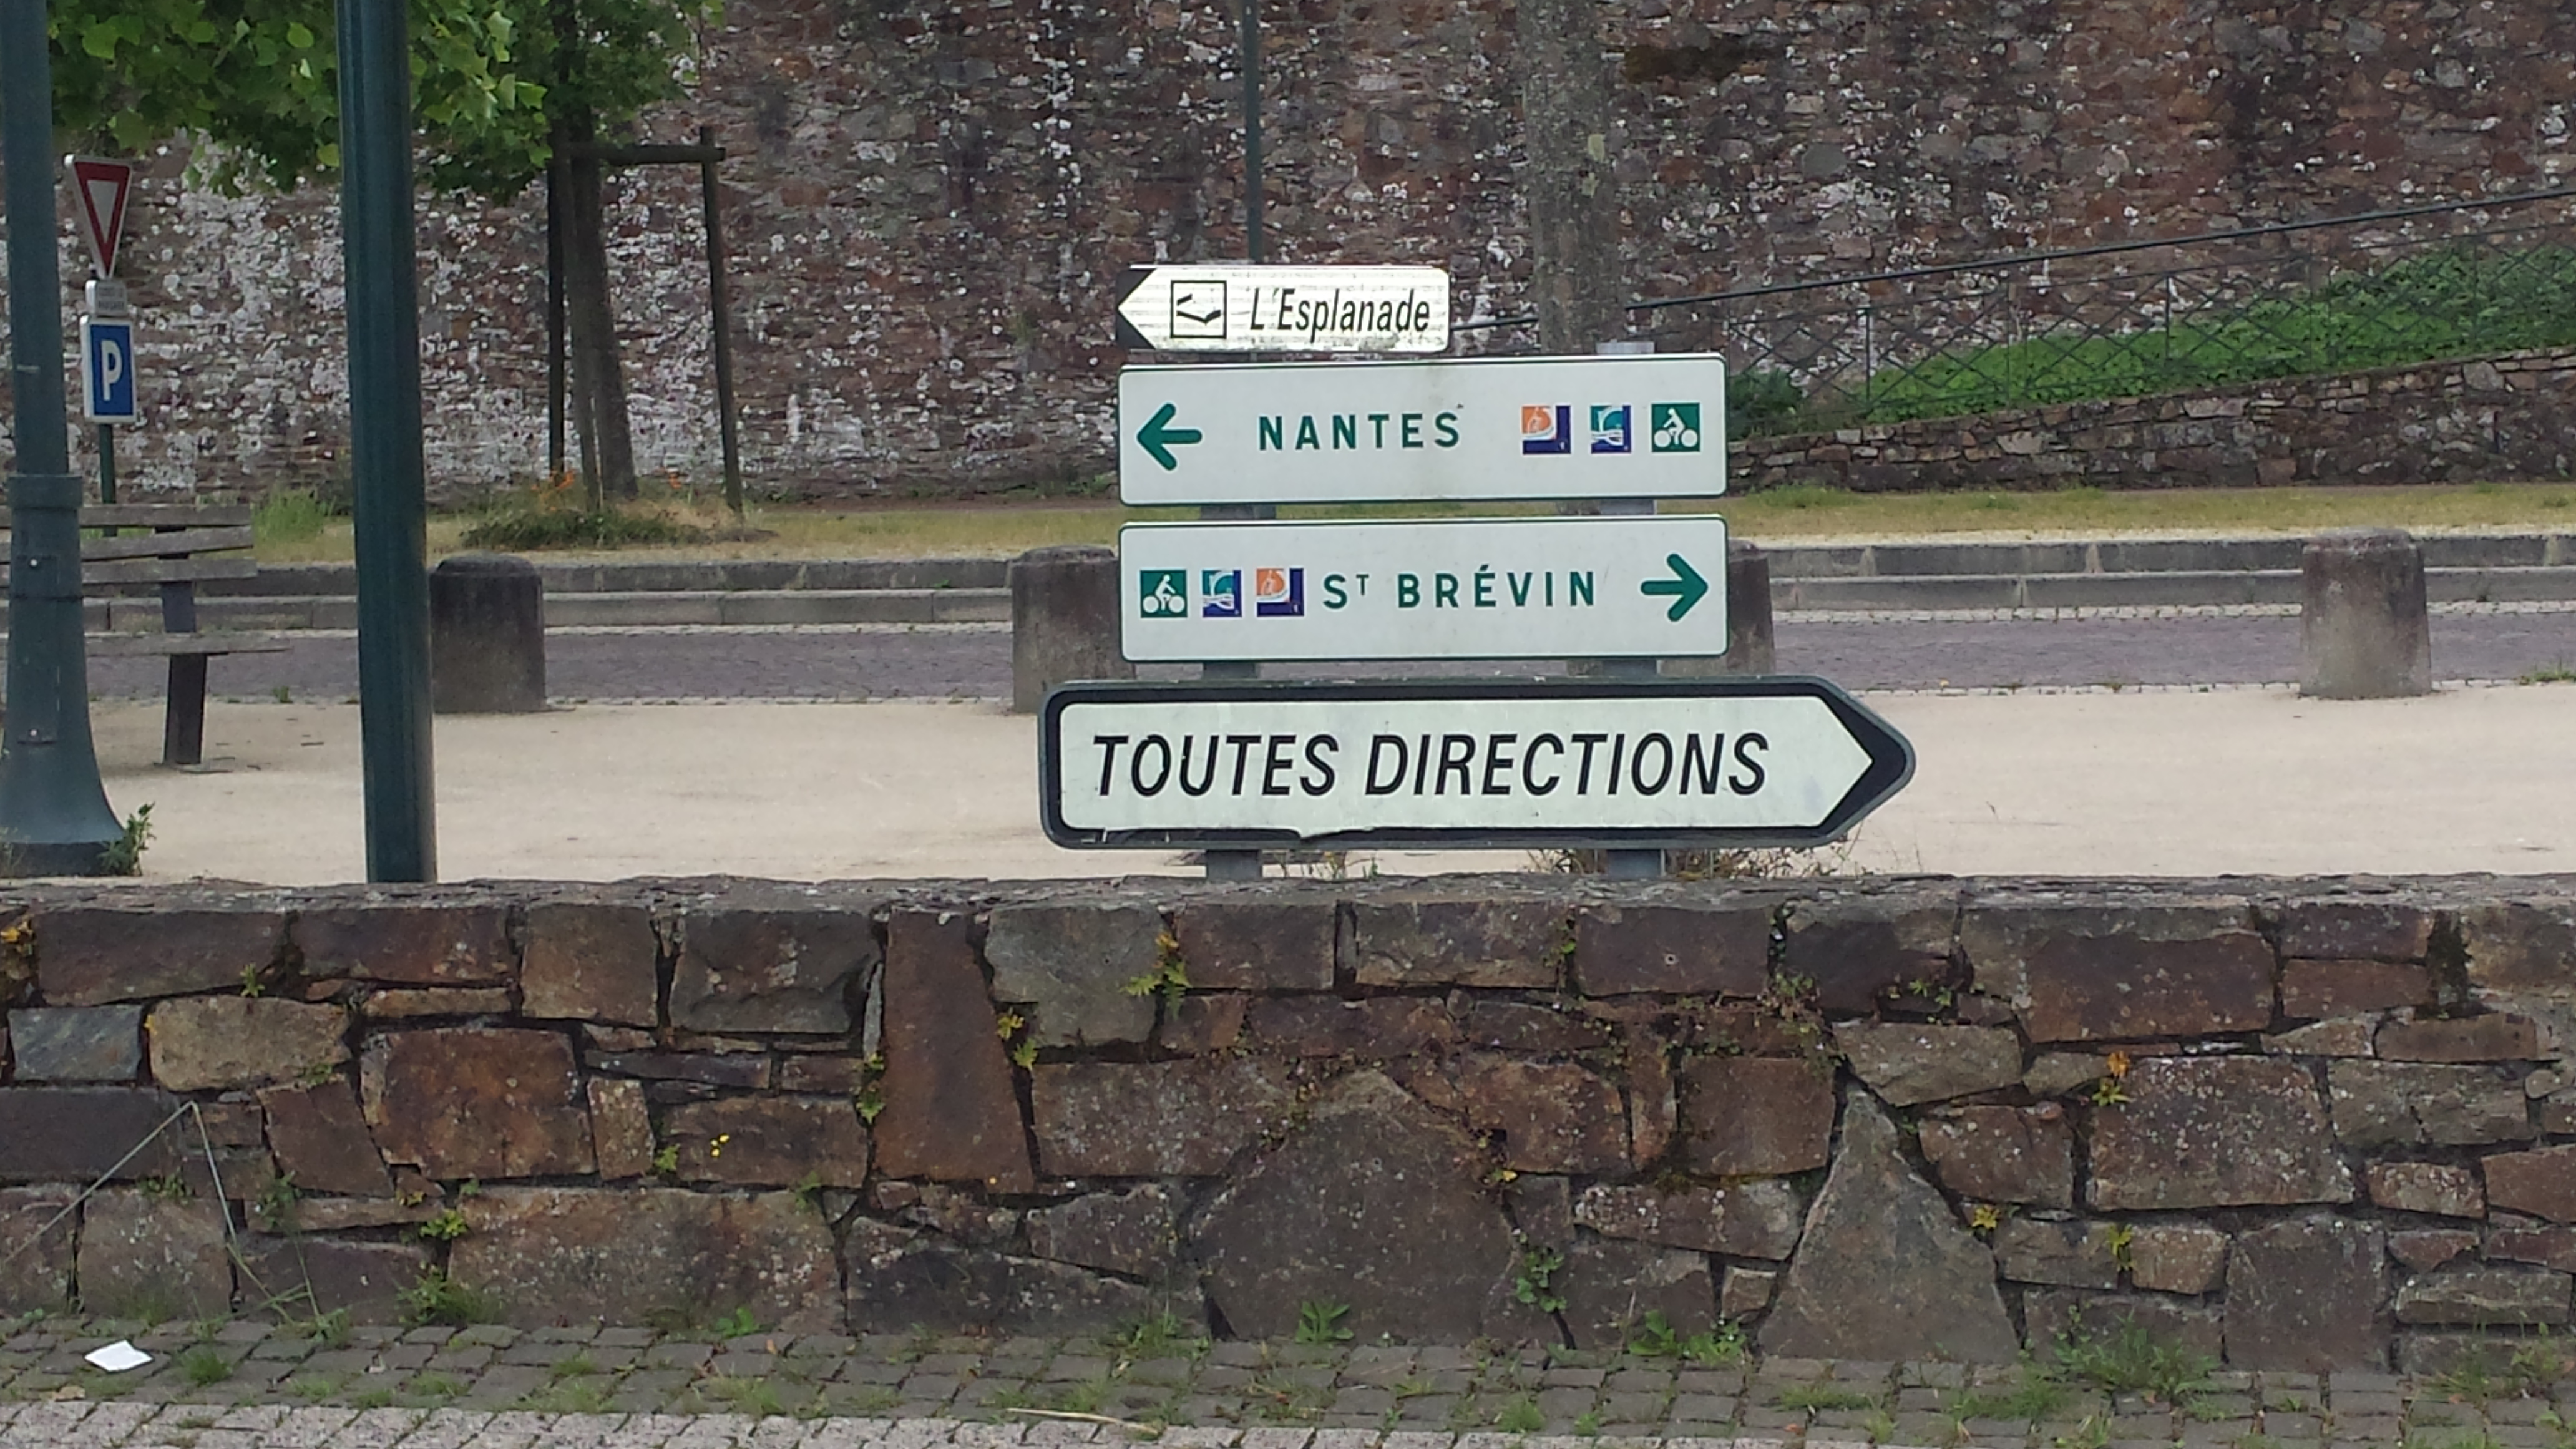 P
L'Esplanade
NANTES
ST BRÉVIN
TOUTES DIRECTIONS